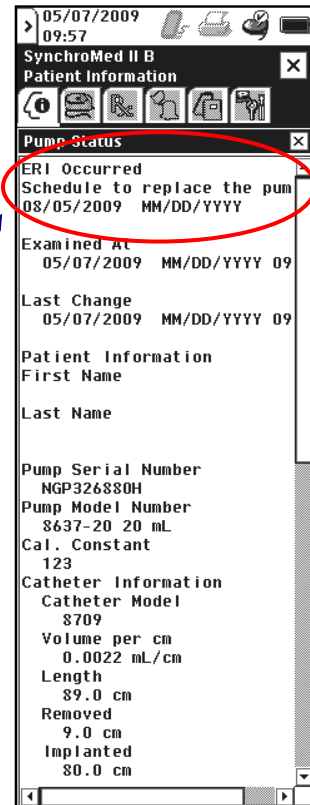 05/07/2009
09:57
SynchroMed II B
Patient Information
Pump Status
ERI Occurred
Schedule to replace the pum
08/05/2009 MM/DD/YYYY
Examined At
05/07/2009 MM/DD/YYYY 09
Last Change
05/07/2009 MM/DD/YYYY 09
Patient Information
First Name
Last Name
Pump Serial Number
NGP326880H
Pump Model Number
8637-20 20 mL
Cal. Constant
123
Catheter Information
Catheter Model
8709
Volume per cm
0.0022 mL/cm
Length
89.0 cm
Removed
9.0 cm
Implanted
80.0 cm